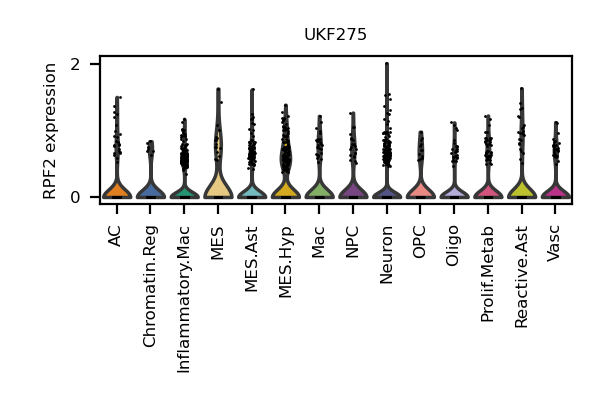 UKF275
RPF2 expression
2
0
AC
Chromatin.Reg
Inflammatory.Mac
MES
MES.Ast
MES.Hyp
Mac
NPC
Neuron
OPC
Oligo
Prolif.Metab
Reactive.Ast
Vasc